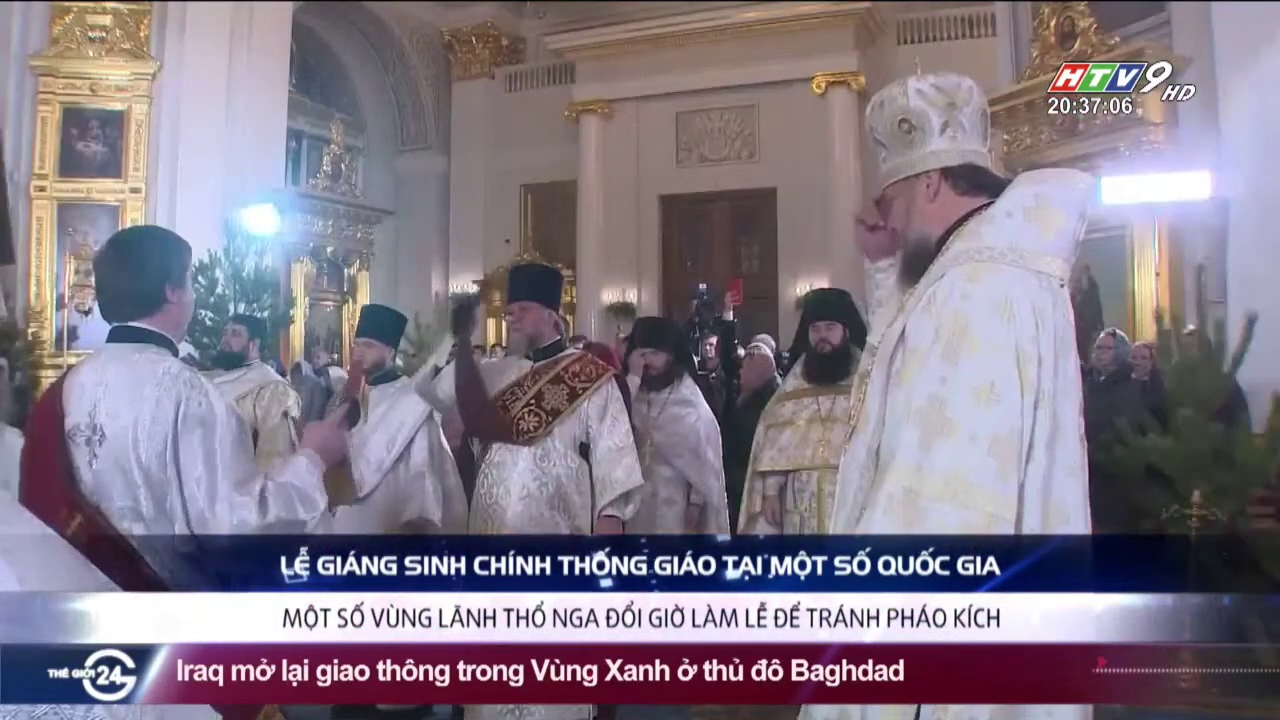 HTV9 HD
20:37:06
LỄ GIÁNG SINH CHÍNH THỐNG GIÁO TẠI MỘT SỐ QUỐC GIA
MỘT SỐ VÙNG LÃNH THỔ NGA ĐỔI GIỜ LÀM LỄ ĐỂ TRÁNH PHÁO KÍCH
THẾ GIỚI 24G Iraq mở lại giao thông trong Vùng Xanh ở thủ đô Baghdad